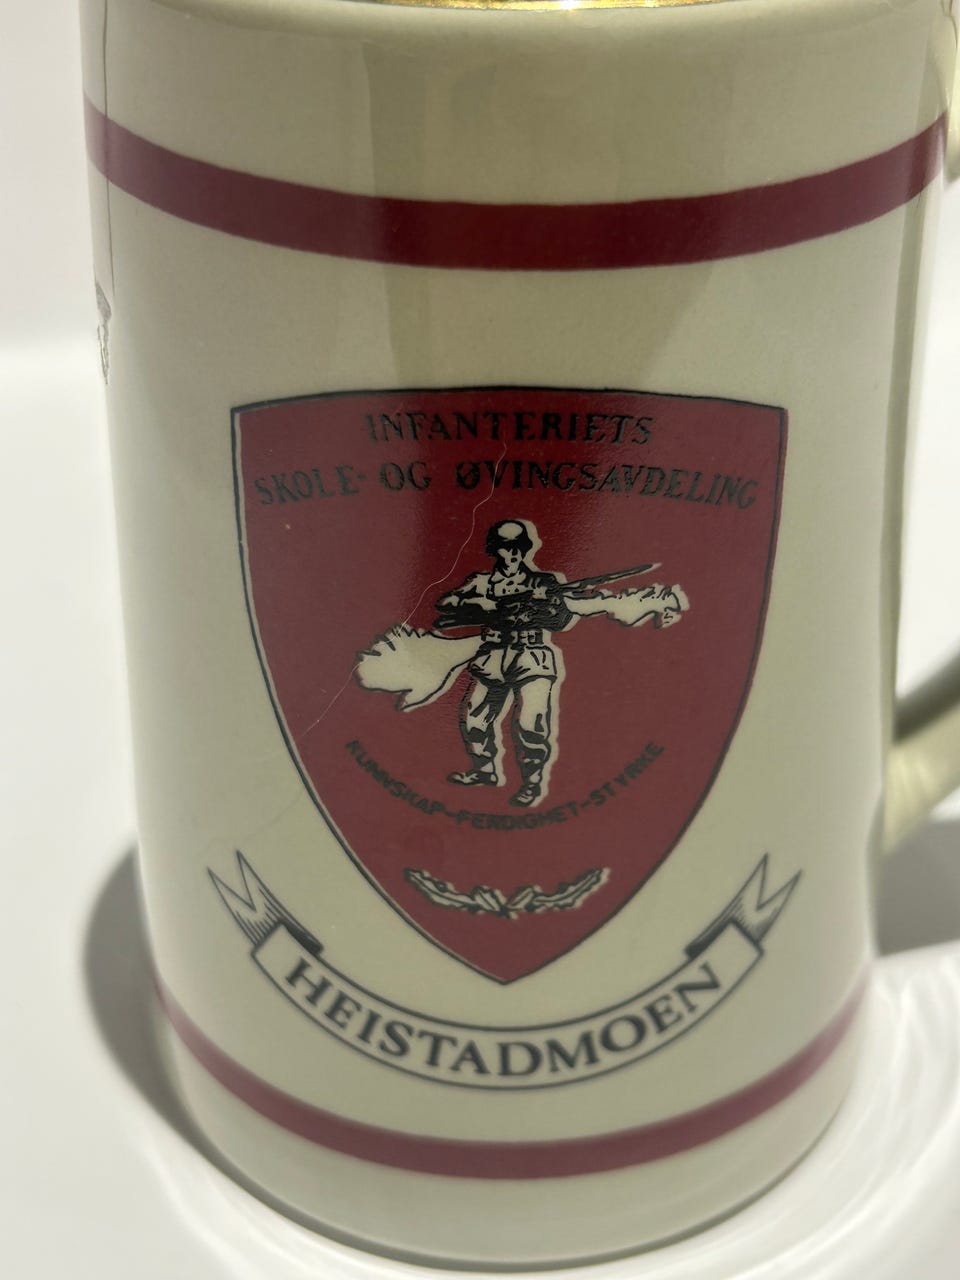 INFANTERIETS
SKOLE- OG ØVINGSAVDELING
KUNNSKAP-FERDIGHET-STYRKE
HEISTADMOEN